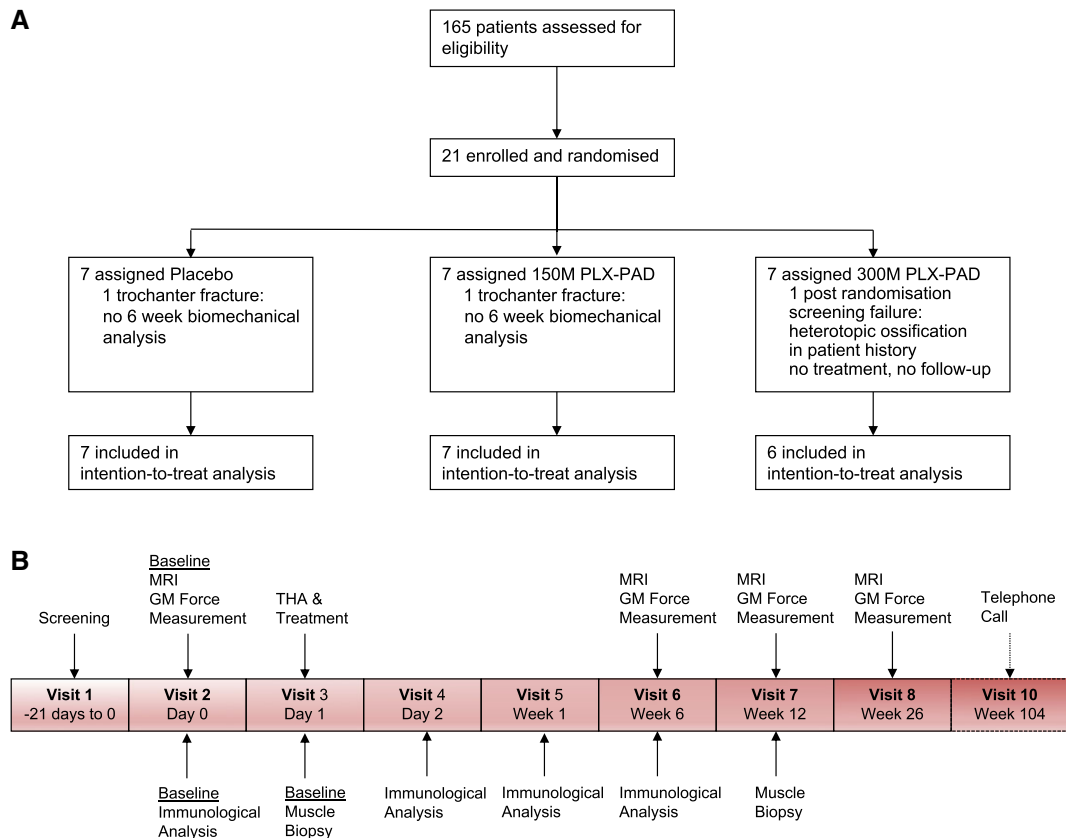 A
165 patients assessed for
eligibility
21 enrolled and randomised
7 assigned Placebo
1 trochanter fracture:
no 6 week biomechanical
analysis
7 assigned 150M PLX-PAD
1 trochanter fracture:
no 6 week biomechanical
analysis
7 assigned 300M PLX-PAD
1 post randomisation
screening failure:
heterotopic ossification
in patient history
no treatment, no follow-up
7 included in
intention-to-treat analysis
7 included in
intention-to-treat analysis
6 included in
intention-to-treat analysis
B
Screening
Baseline
MRI
GM Force
Measurement
THA &
Treatment
MRI
GM Force
Measurement
MRI
GM Force
Measurement
MRI
GM Force
Measurement
Telephone
Call
Visit 1
-21 days to 0
Visit 2
Day 0
Visit 3
Day 1
Visit 4
Day 2
Visit 5
Week 1
Visit 6
Week 6
Visit 7
Week 12
Visit 8
Week 26
Visit 10
Week 104
Baseline
Immunological
Analysis
Baseline
Muscle
Biopsy
Immunological
Analysis
Immunological
Analysis
Immunological
Analysis
Muscle
Biopsy